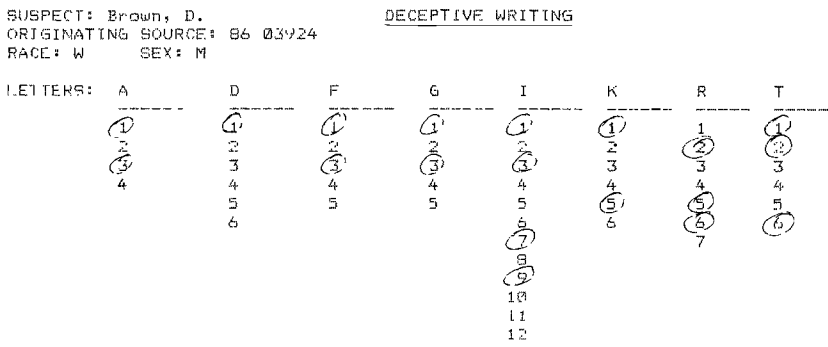 SUSPECT: Brown, D. DECEPTIVE WRITING
ORIGINATING SOURCE: 86 03924
RACE: W SEX: M
LETTERS: A D F G I K R T
1 1 1 1 1 1 1 1
2 2 2 2 2 2 2 2
3 3 3 3 3 3 3 3
4 4 4 4 4 4 4 4
5 5 5 5 5 5 5
6 6 6 6 6
7 7
8
9
10
11
12